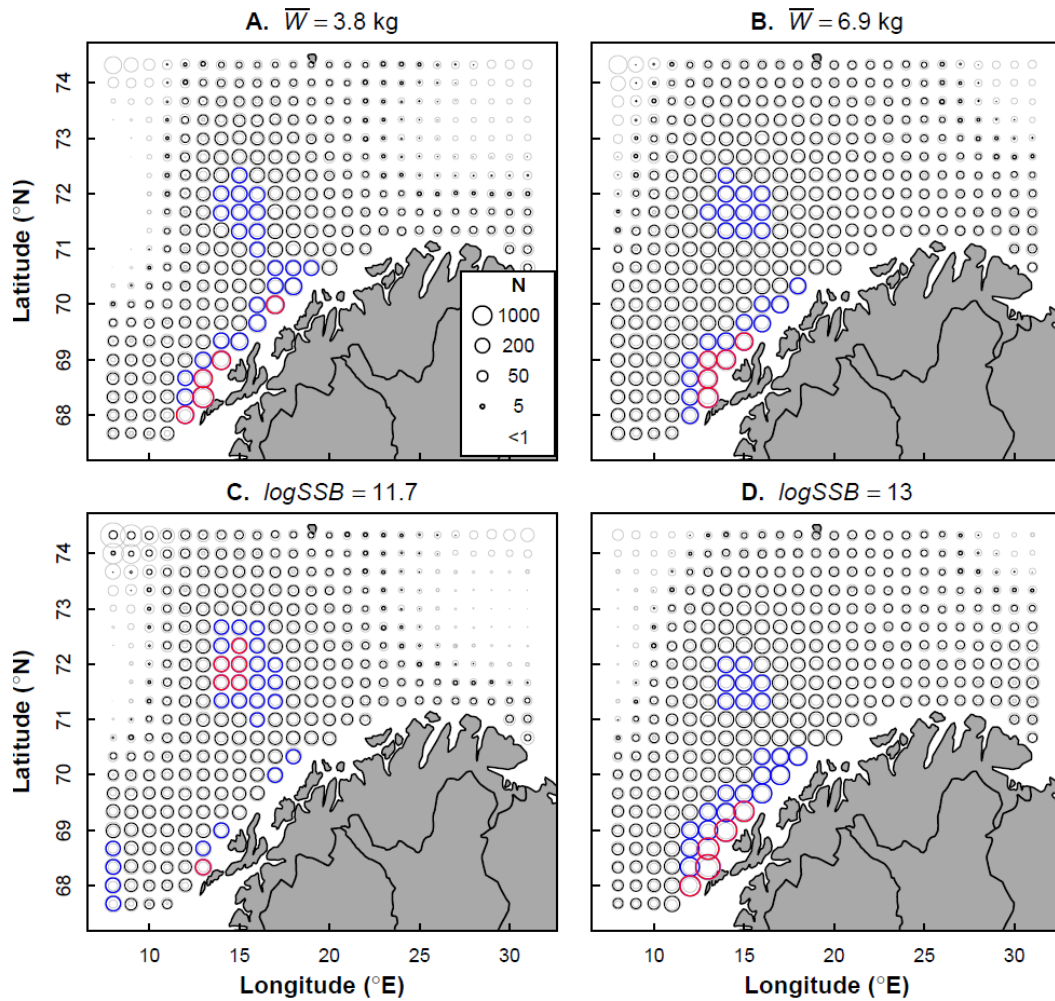 A. W = 3.8 kg
B. W = 6.9 kg
Latitude (°N)
74
73
72
71
70
69
68
N
1000
200
50
5
<1
C. logSSB = 11.7
D. logSSB = 13
Latitude (°N)
74
73
72
71
70
69
68
10 15 20 25 30
10 15 20 25 30
Longitude (°E)
Longitude (°E)